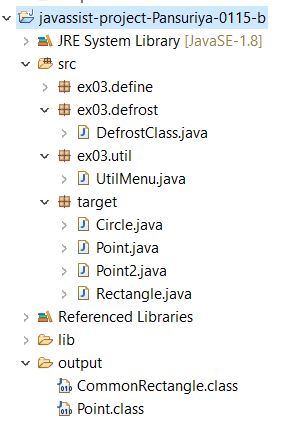 javassist-project-Pansuriya-0115-b
JRE System Library [JavaSE-1.8]
src
ex03.define
ex03.defrost
DefrostClass.java
ex03.util
UtilMenu.java
target
Circle.java
Point.java
Point2.java
Rectangle.java
Referenced Libraries
lib
output
CommonRectangle.class
Point.class